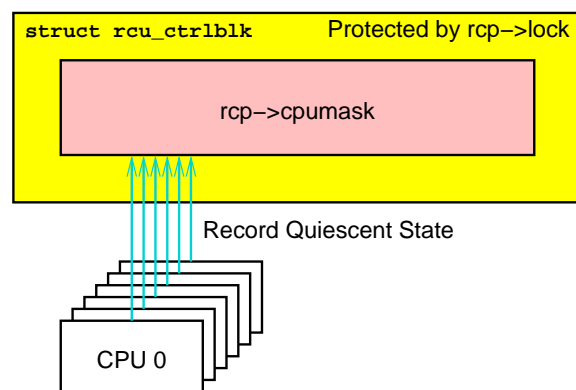 struct rcu_ctrlblk Protected by rcp->lock
rcp->cpumask
Record Quiescent State
CPU 0